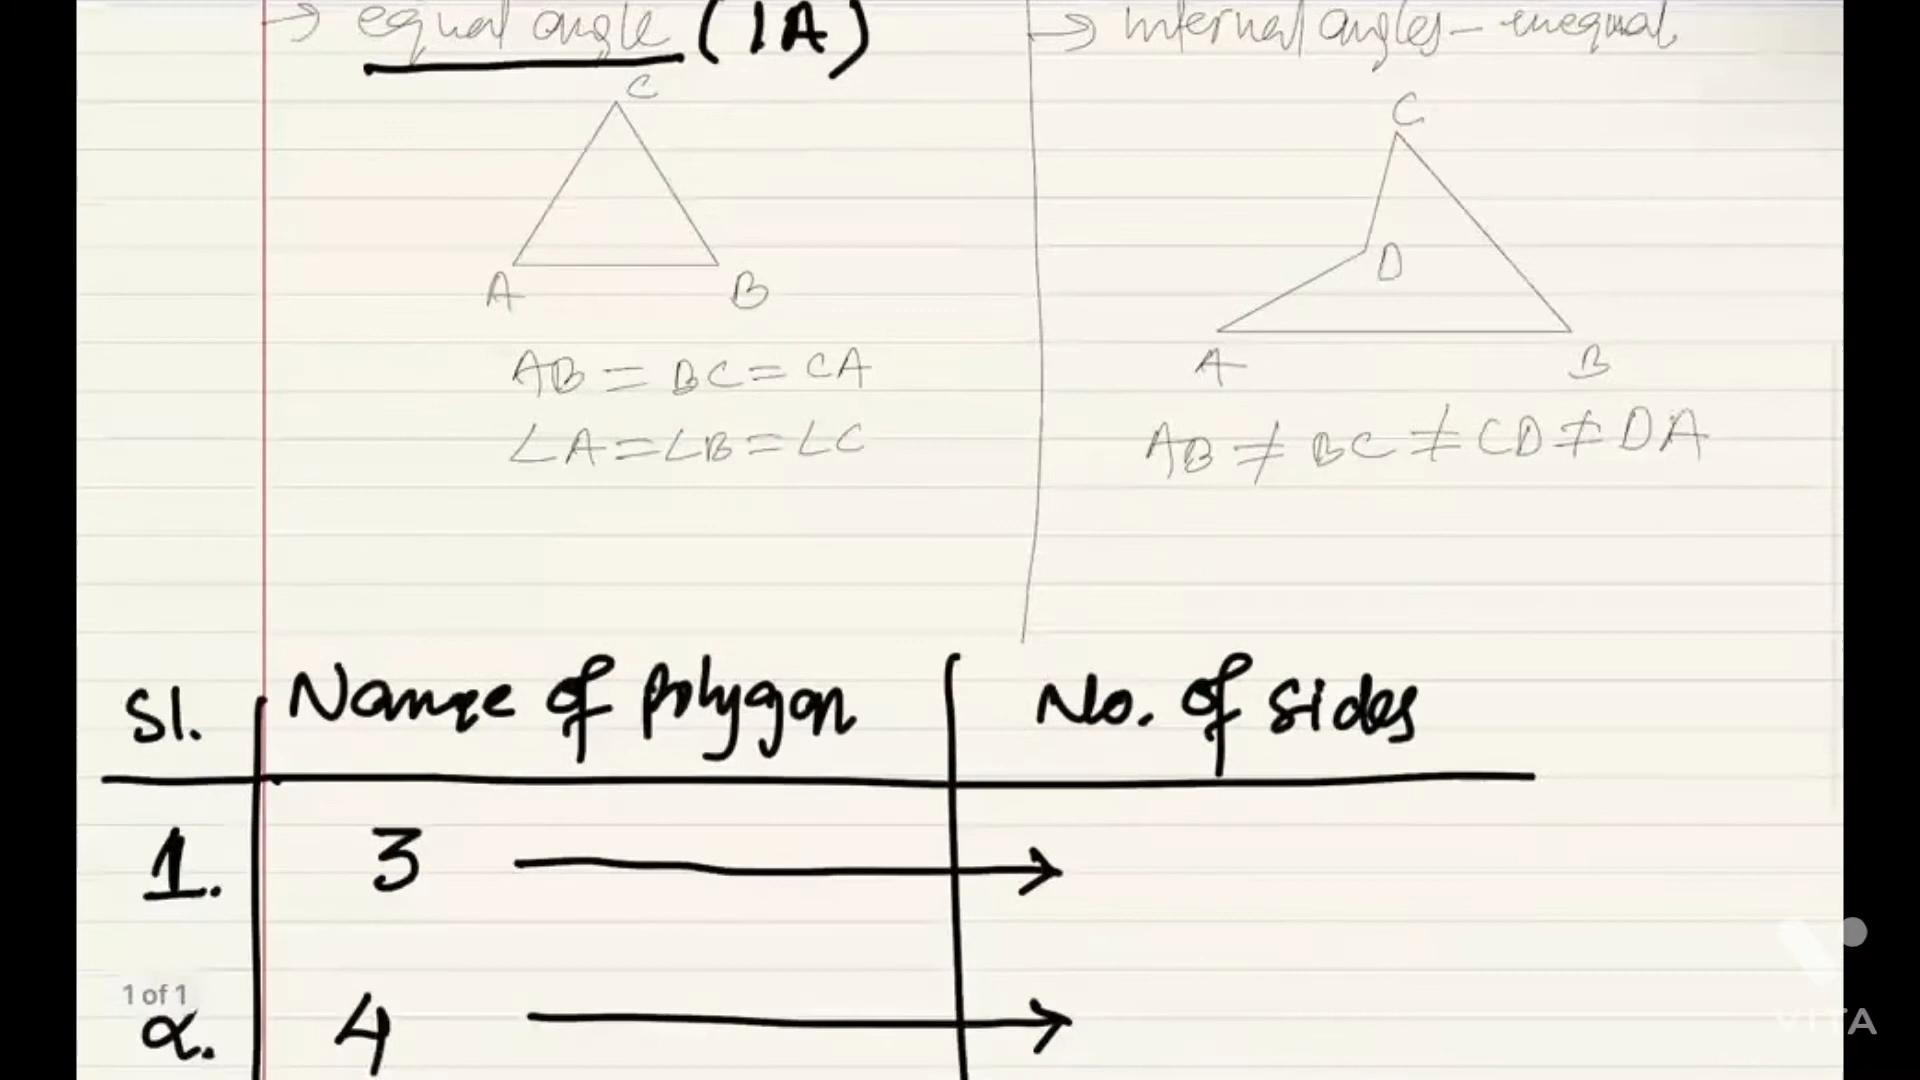 → equal angle (IA)
→ internal angles - unequal
C
A
B
AB = BC = CA
∠A = ∠B = ∠C
C
D
A
B
AB ≠ BC ≠ CD ≠ DA
Sl. Name of polygon No. of sides
1. 3 →
2. 4 →
1 of 1
VITA